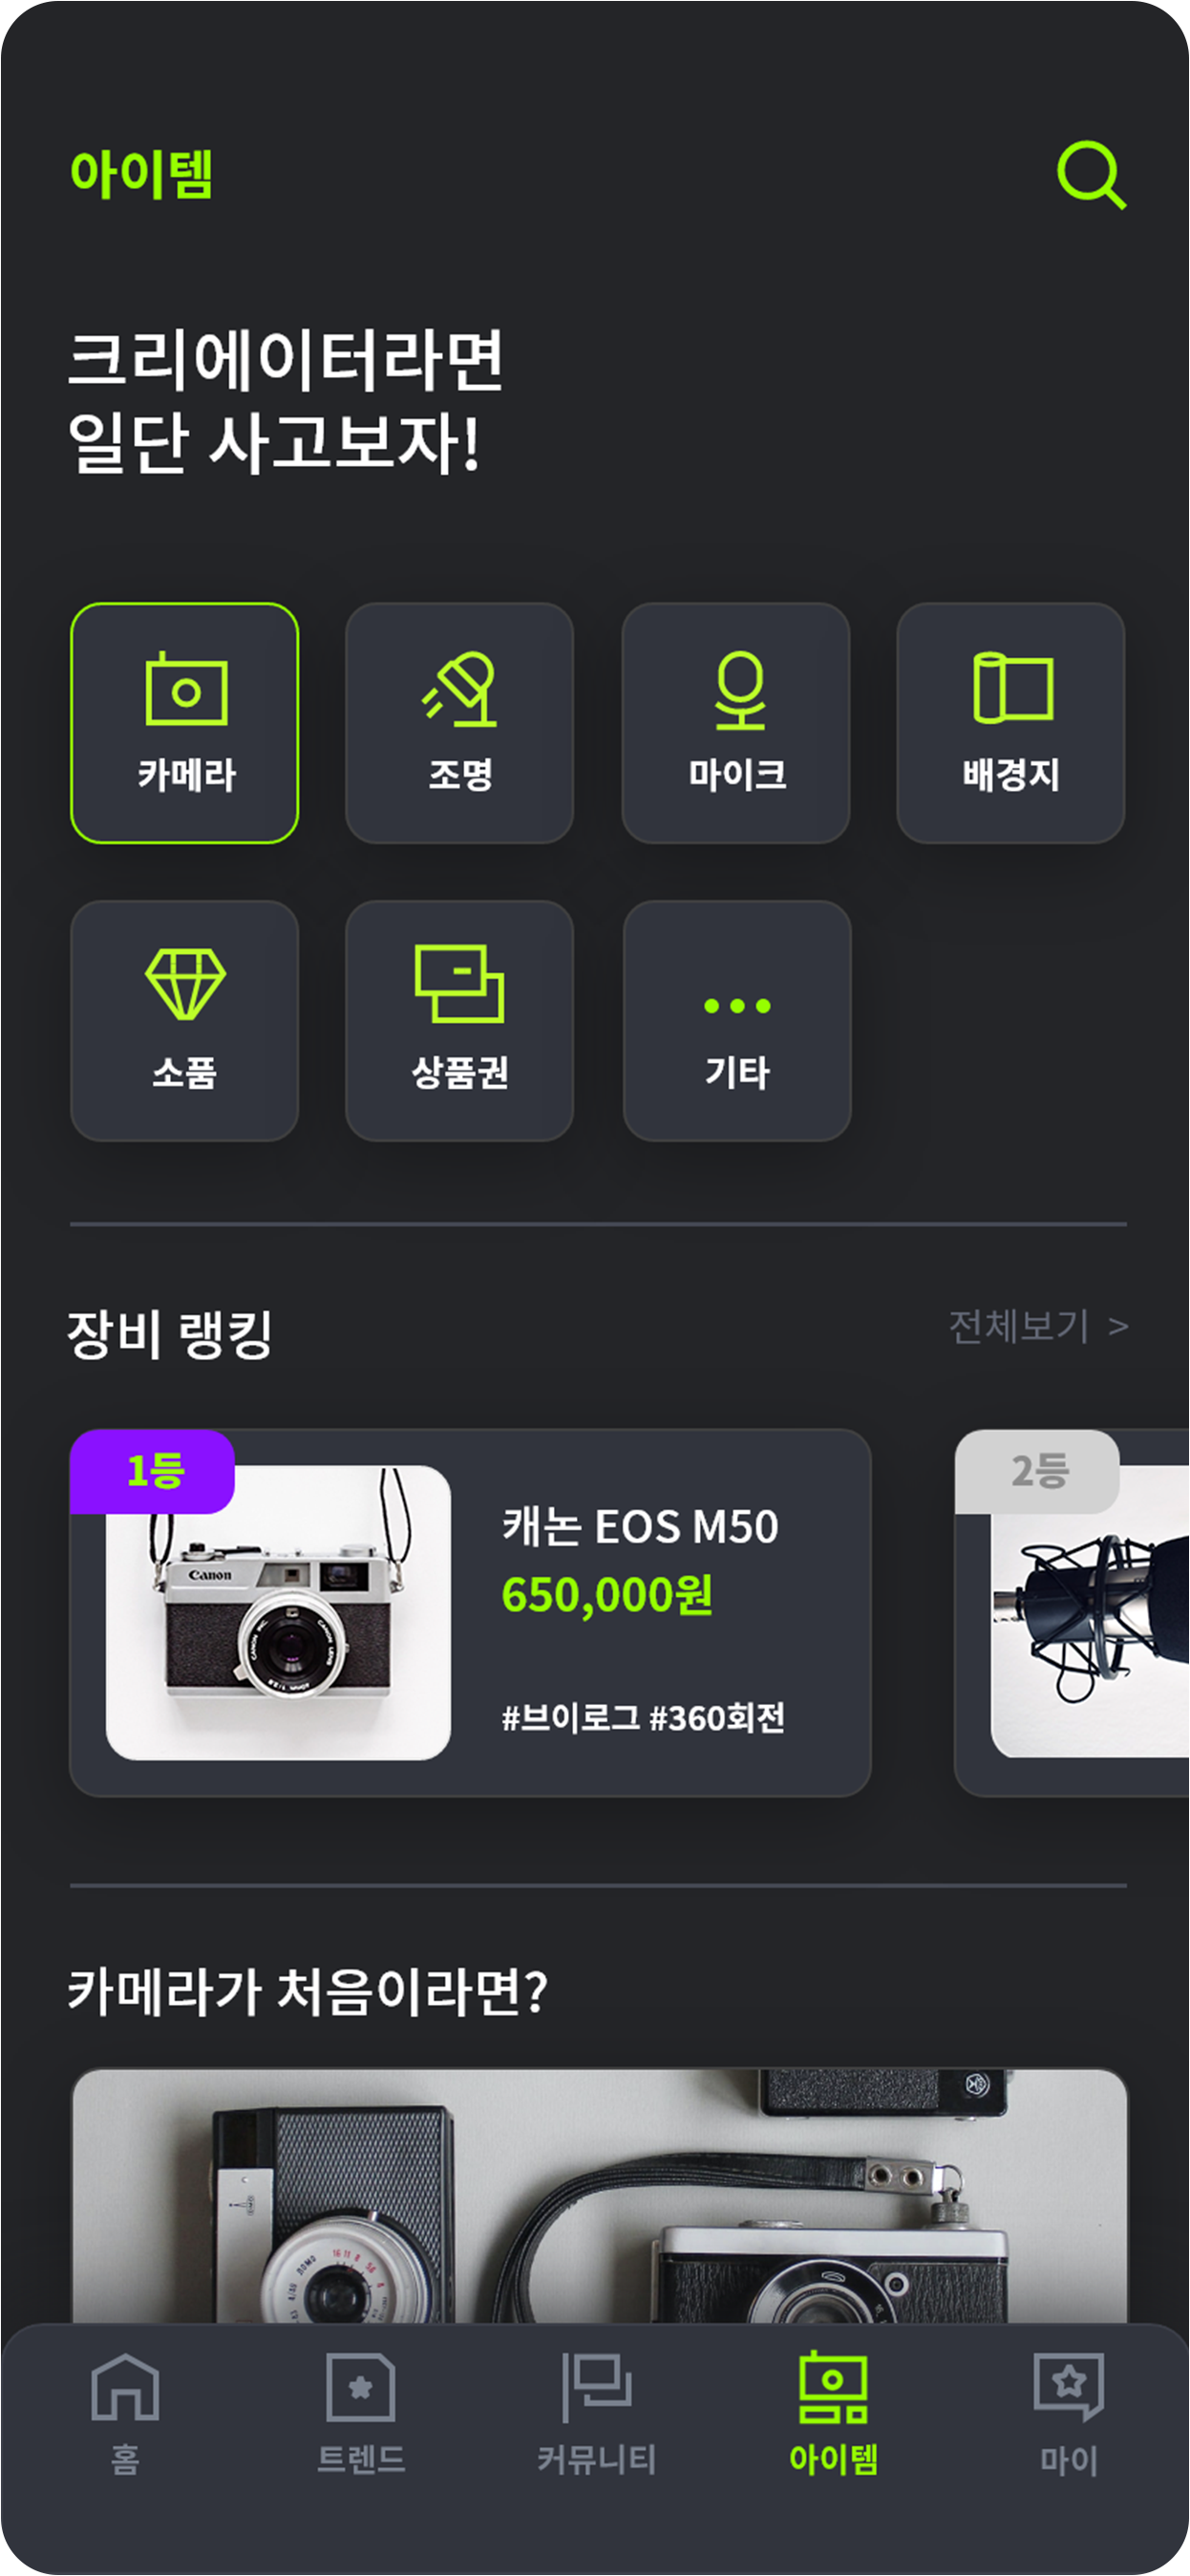 아이템
크리에이터라면
일단 사고보자!
카메라
조명
마이크
배경지
소품
상품권
기타
장비 랭킹
전체보기 >
1등
Canon
캐논 EOS M50
650,000원
#브이로그 #360회전
2등
카메라가 처음이라면?
홈
트렌드
커뮤니티
아이템
마이